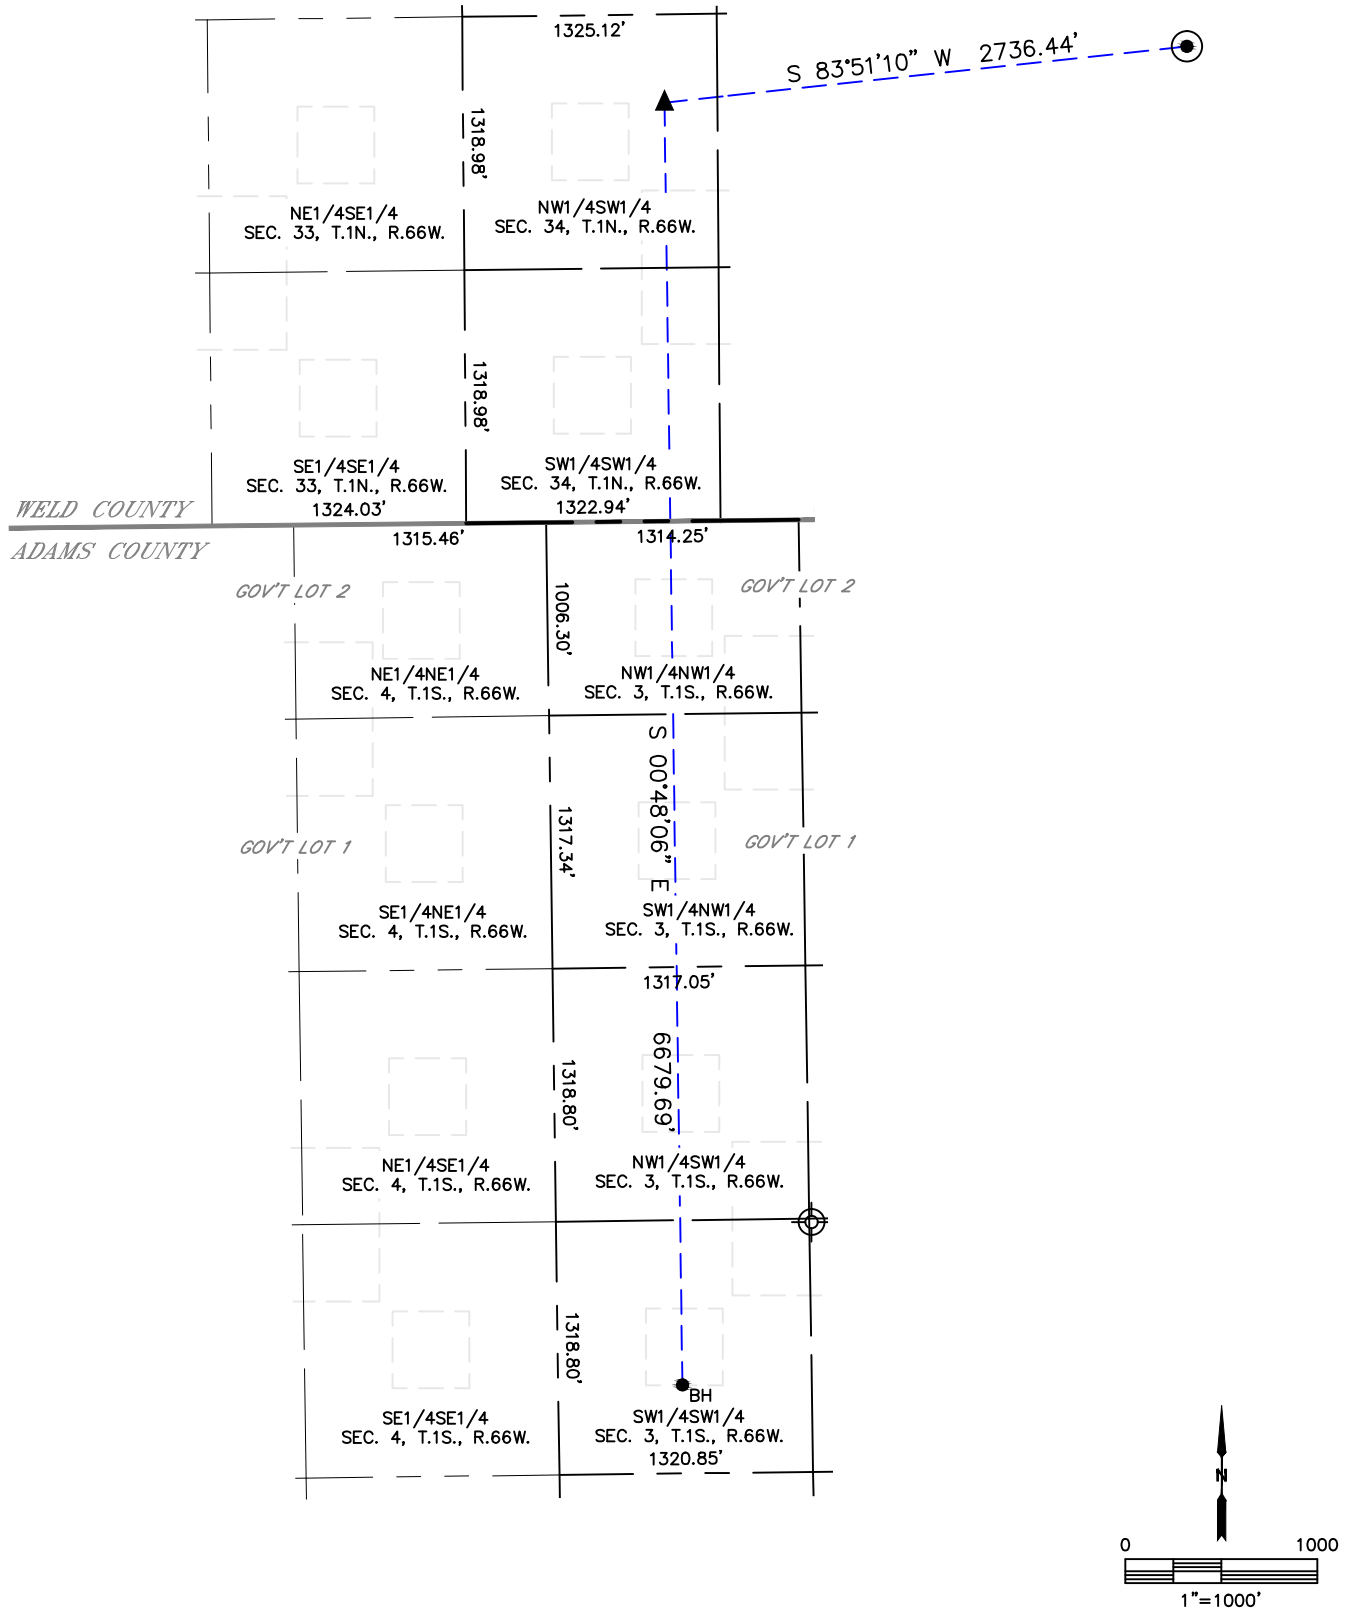 1325.12'
S 83°51'10" W 2736.44'
1318.98'
NE1/4SE1/4
SEC. 33, T.1N., R.66W.
NW1/4SW1/4
SEC. 34, T.1N., R.66W.
1318.98'
SE1/4SE1/4
SEC. 33, T.1N., R.66W.
1324.03'
SW1/4SW1/4
SEC. 34, T.1N., R.66W.
1322.94'
WELD COUNTY
ADAMS COUNTY
1315.46'
1314.25'
GOV'T LOT 2
GOV'T LOT 2
1006.30'
NE1/4NE1/4
SEC. 4, T.1S., R.66W.
NW1/4NW1/4
SEC. 3, T.1S., R.66W.
S 00°48'06" E
1317.34'
GOV'T LOT 1
GOV'T LOT 1
SE1/4NE1/4
SEC. 4, T.1S., R.66W.
SW1/4NW1/4
SEC. 3, T.1S., R.66W.
1317.05'
6679.69'
1318.80'
NE1/4SE1/4
SEC. 4, T.1S., R.66W.
NW1/4SW1/4
SEC. 3, T.1S., R.66W.
1318.80'
BH
SE1/4SE1/4
SEC. 4, T.1S., R.66W.
SW1/4SW1/4
SEC. 3, T.1S., R.66W.
1320.85'
N
0 1000
1"=1000'